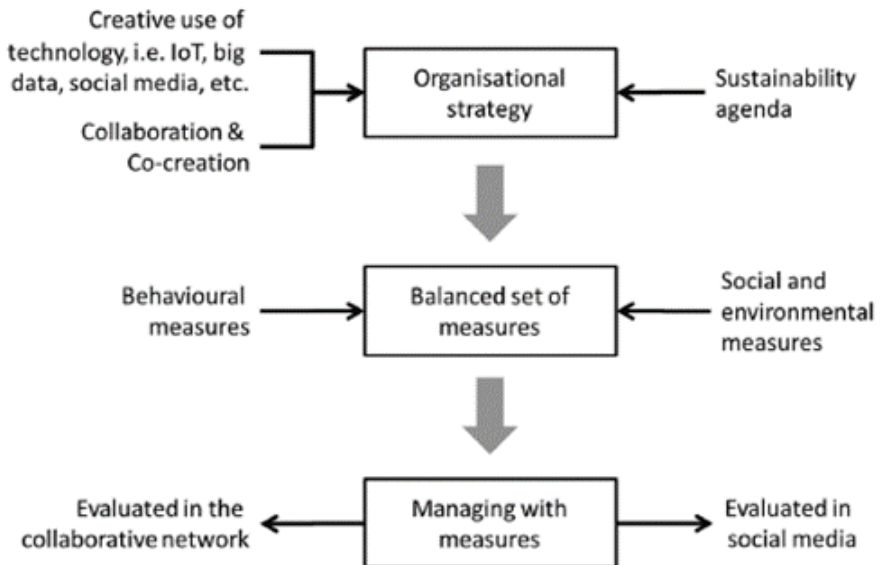 Creative use of
technology, i.e. IoT, big
data, social media, etc.
Collaboration &
Co-creation
Organisational
strategy
Sustainability
agenda
Behavioural
measures
Balanced set of
measures
Social and
environmental
measures
Evaluated in the
collaborative network
Managing with
measures
Evaluated in
social media